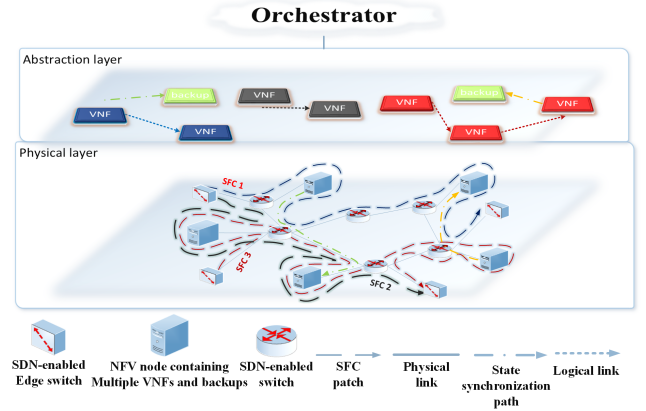 Orchestrator
Abstraction layer
backup
VNF
VNF
VNF
VNF
VNF
backup
VNF
VNF
Physical layer
SFC 1
SFC 3
SFC 2
SDN-enabled
Edge switch
NFV node containing
Multiple VNFs and backups
SDN-enabled
switch
SFC
patch
Physical
link
State
synchronization
path
Logical link